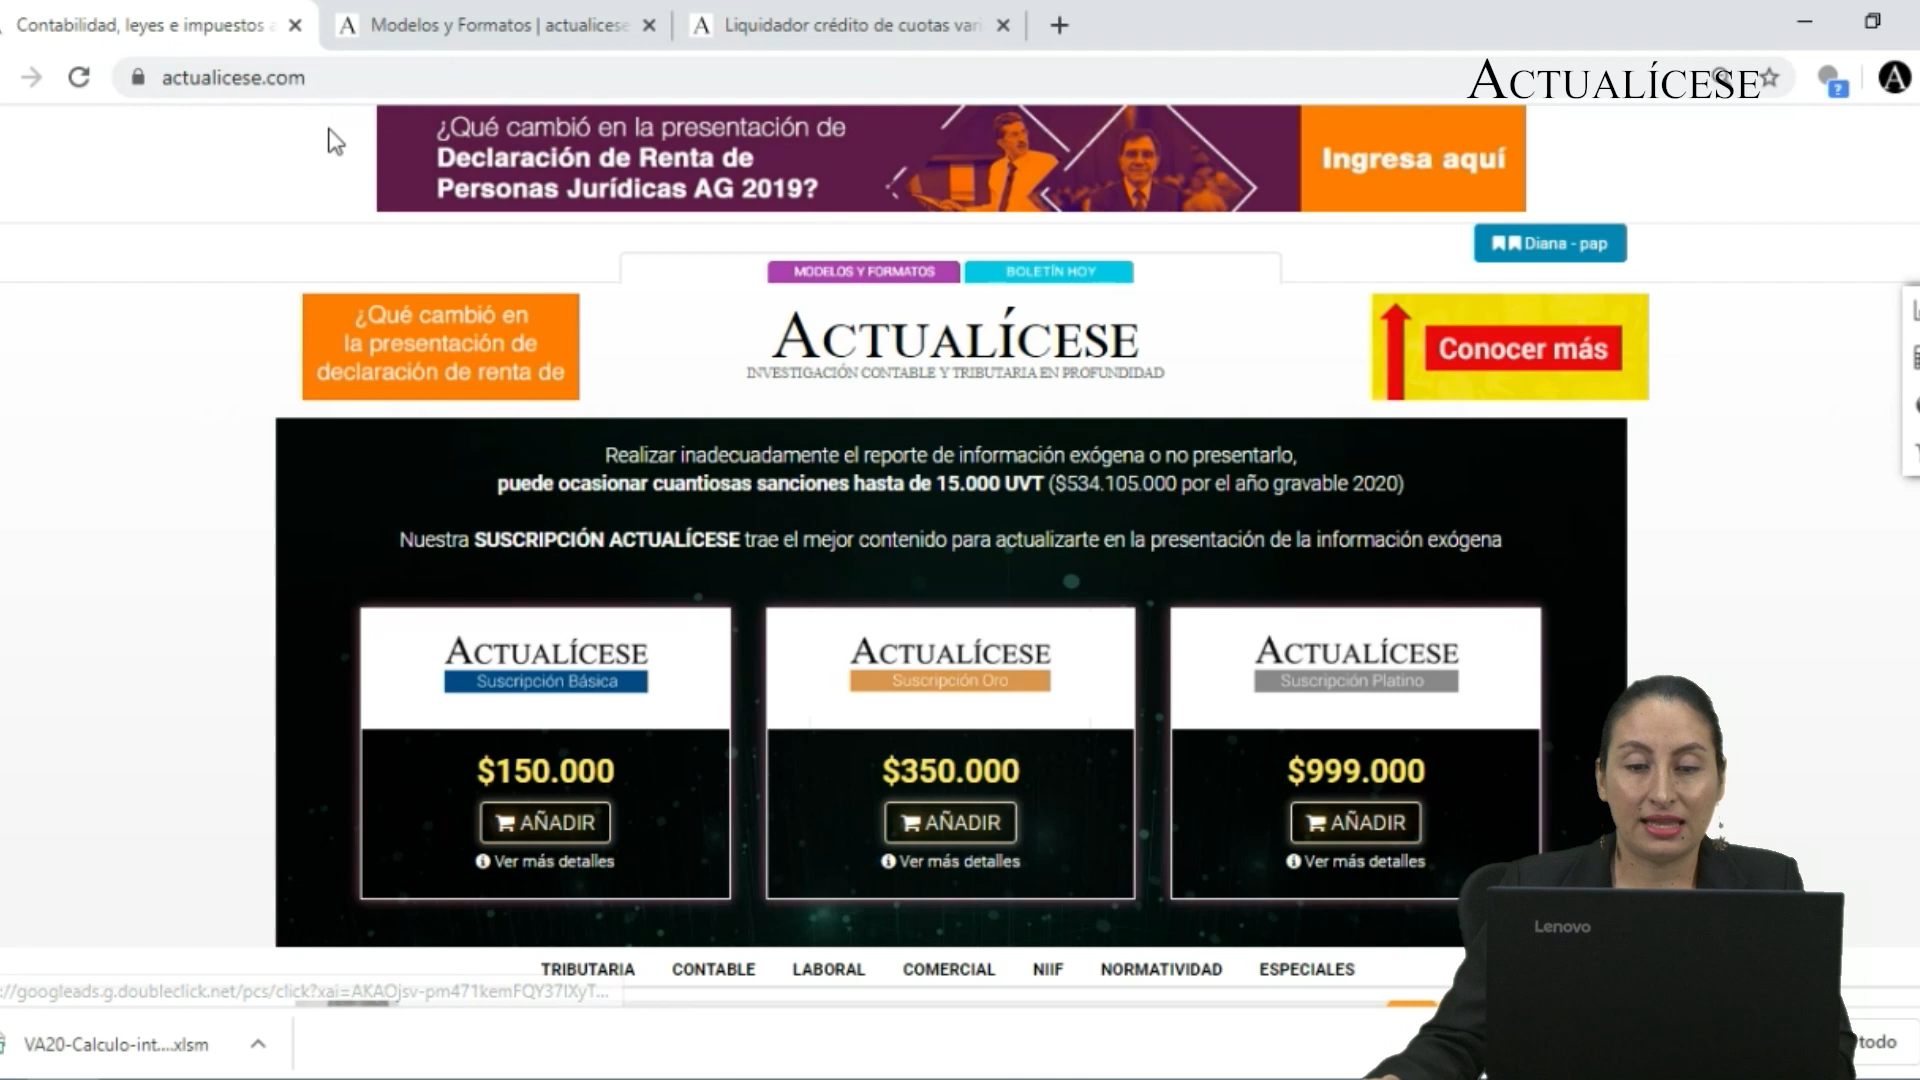 Contabilidad, leyes e impuestos
Modelos y Formatos | actualicese
Liquidador crédito de cuotas vari
actualicese.com
ACTUALÍCESE
A
?
¿Qué cambió en la presentación de
Declaración de Renta de
Personas Jurídicas AG 2019?
Ingresa aquí
Diana - pap
MODELOS Y FORMATOS
BOLETÍN HOY
¿Qué cambió en
la presentación de
declaración de renta de
ACTUALÍCESE
INVESTIGACIÓN CONTABLE Y TRIBUTARIA EN PROFUNDIDAD
Conocer más
Realizar inadecuadamente el reporte de información exógena o no presentarlo,
puede ocasionar cuantiosas sanciones hasta de 15.000 UVT ($534.105.000 por el año gravable 2020)
Nuestra SUSCRIPCIÓN ACTUALÍCESE trae el mejor contenido para actualizarte en la presentación de la información exógena
ACTUALÍCESE
Suscripción Básica
$150.000
AÑADIR
Ver más detalles
ACTUALÍCESE
Suscripción Oro
$350.000
AÑADIR
Ver más detalles
ACTUALÍCESE
Suscripción Platino
$999.000
AÑADIR
Ver más detalles
Lenovo
TRIBUTARIA CONTABLE LABORAL COMERCIAL NIIF NORMATIVIDAD ESPECIALES
VA20-Calculo-int....xlsm
todo